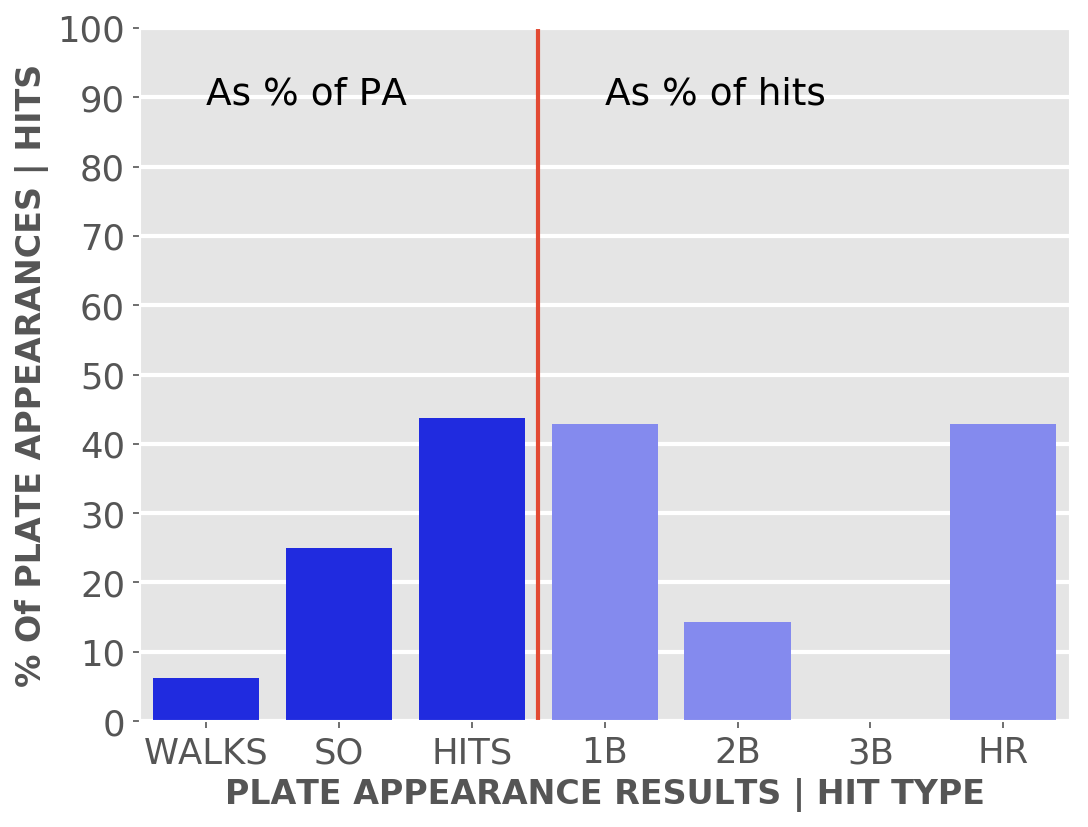 As % of PA
As % of hits
% Of PLATE APPEARANCES | HITS
100
90
80
70
60
50
40
30
20
10
0
WALKS SO HITS 1B 2B 3B HR
PLATE APPEARANCE RESULTS | HIT TYPE